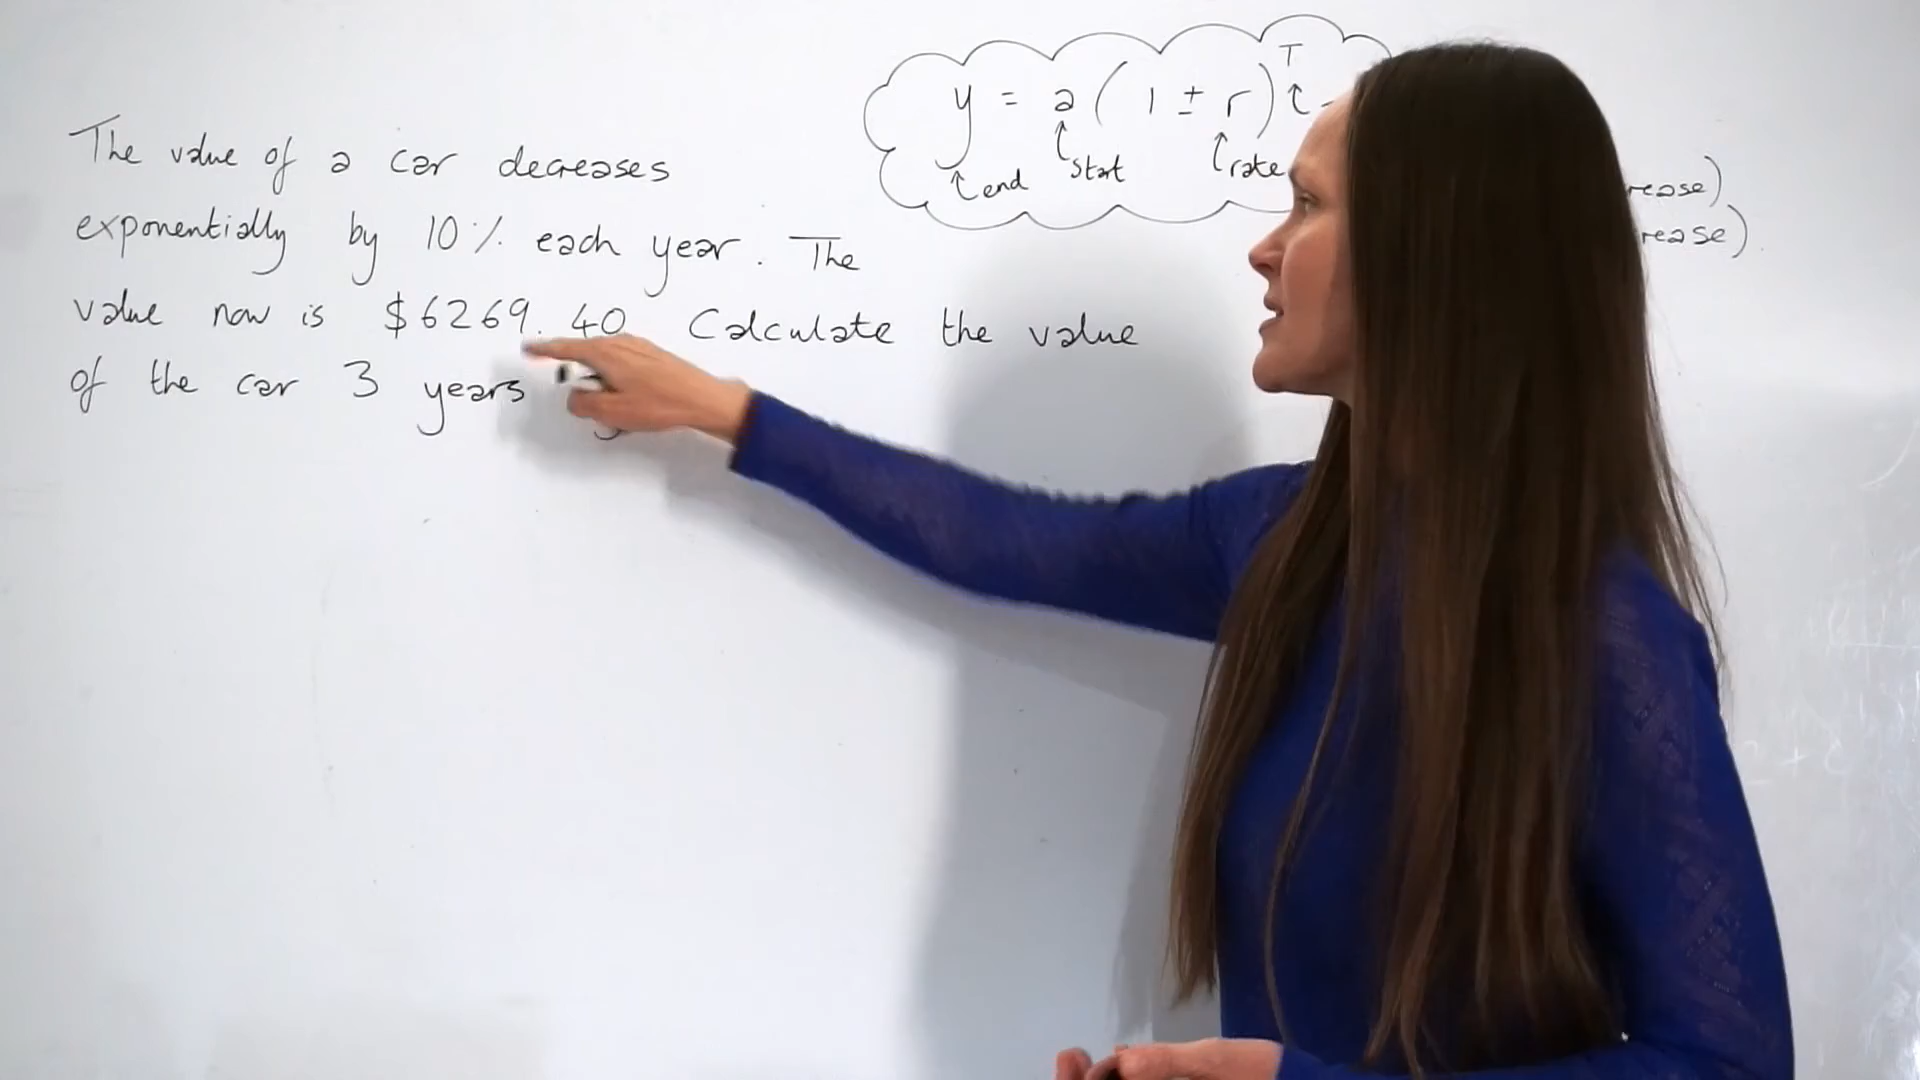 The value of a car decreases
exponentially by 10% each year. The
value now is $6269.40 Calculate the value
of the car 3 years
y = a(1 ± r)
T
end
start
rate
rease)
rease)